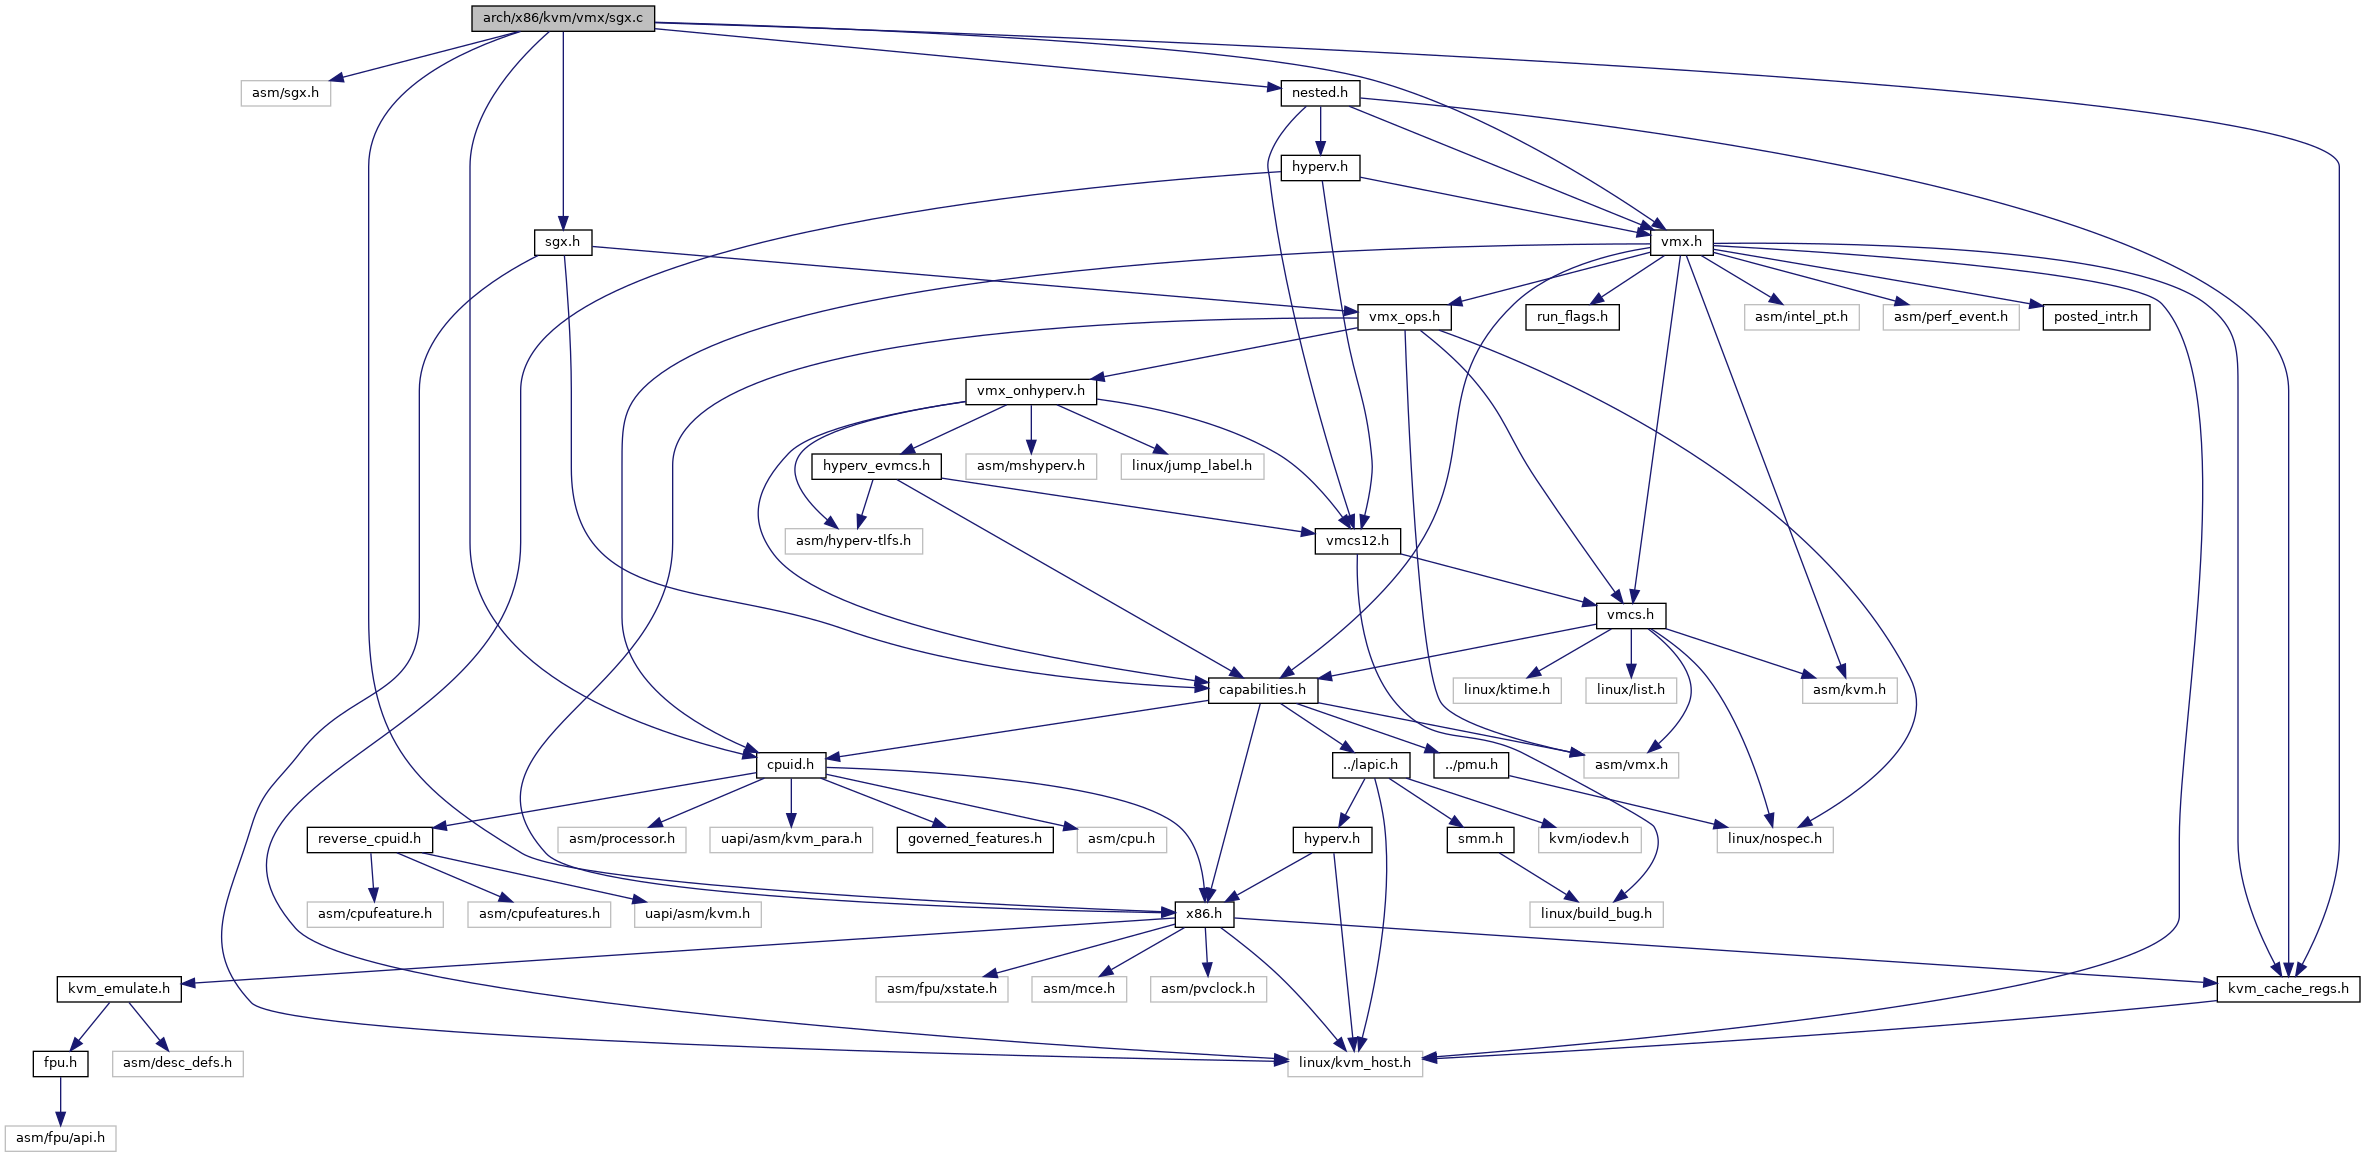 arch/x86/kvm/vmx/sgx.c
asm/sgx.h
nested.h
hyperv.h
sgx.h
vmx.h
vmx_ops.h
run_flags.h
asm/intel_pt.h
asm/perf_event.h
posted_intr.h
vmx_onhyperv.h
hyperv_evmcs.h
asm/mshyperv.h
linux/jump_label.h
asm/hyperv-tlfs.h
vmcs12.h
vmcs.h
capabilities.h
linux/ktime.h
linux/list.h
asm/kvm.h
cpuid.h
../lapic.h
../pmu.h
asm/vmx.h
reverse_cpuid.h
asm/processor.h
uapi/asm/kvm_para.h
governed_features.h
asm/cpu.h
hyperv.h
smm.h
kvm/iodev.h
linux/nospec.h
asm/cpufeature.h
asm/cpufeatures.h
uapi/asm/kvm.h
x86.h
linux/build_bug.h
kvm_emulate.h
asm/fpu/xstate.h
asm/mce.h
asm/pvclock.h
kvm_cache_regs.h
fpu.h
asm/desc_defs.h
linux/kvm_host.h
asm/fpu/api.h